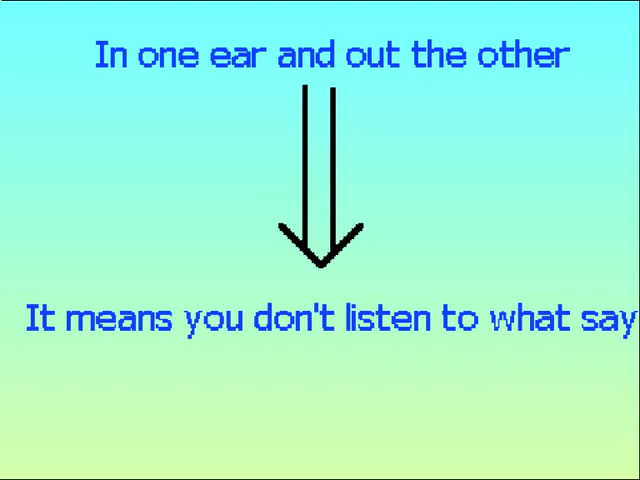 In one ear and out the other
It means you don't listen to what say